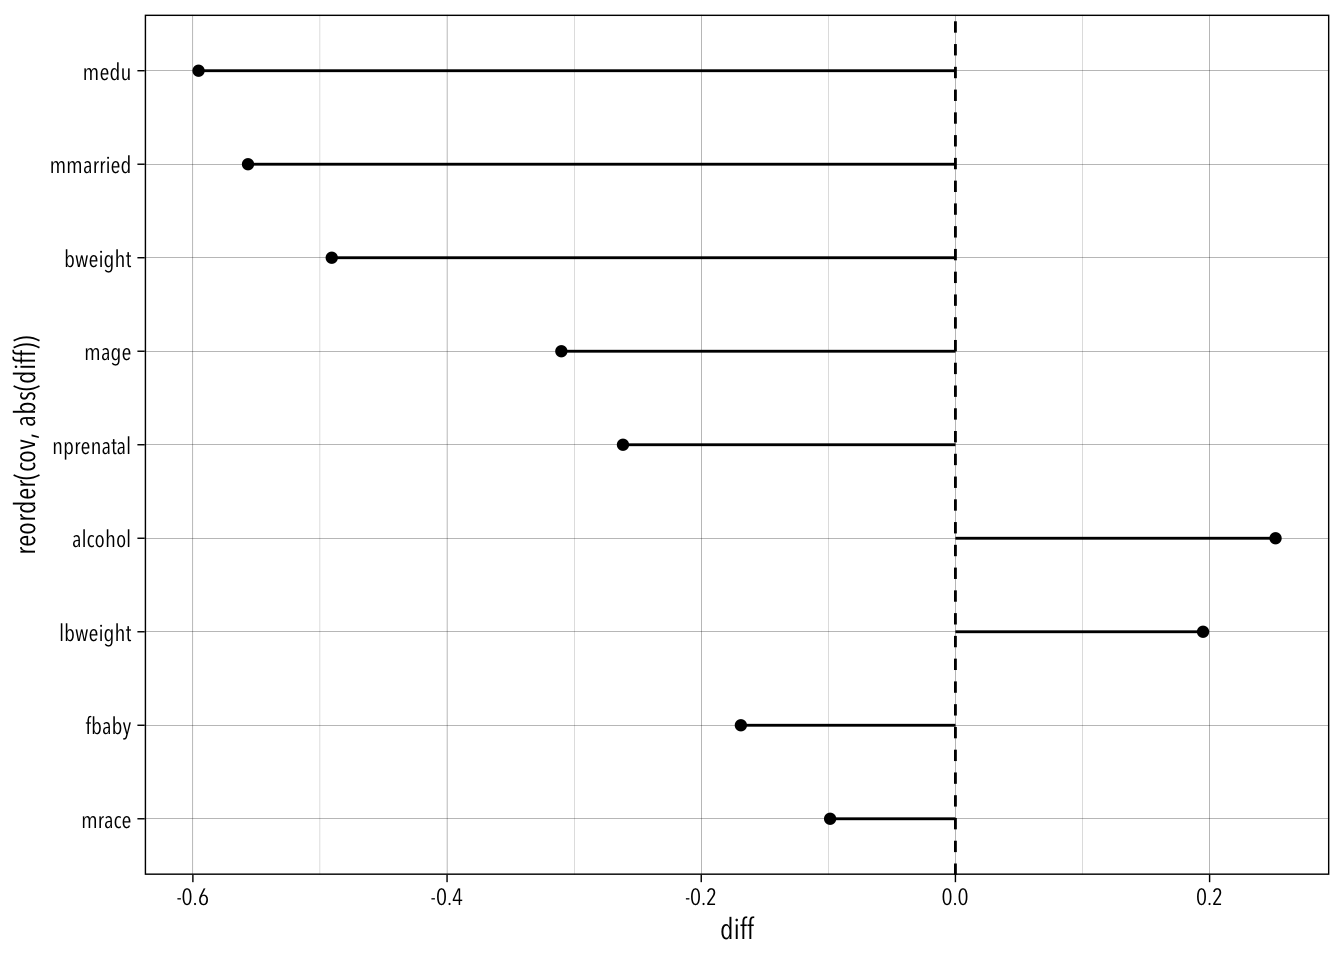 reorder(cov, abs(diff))
medu
mmarried
bweight
mage
nprenatal
alcohol
lbweight
fbaby
mrace
-0.6 -0.4 -0.2 0.0 0.2
diff